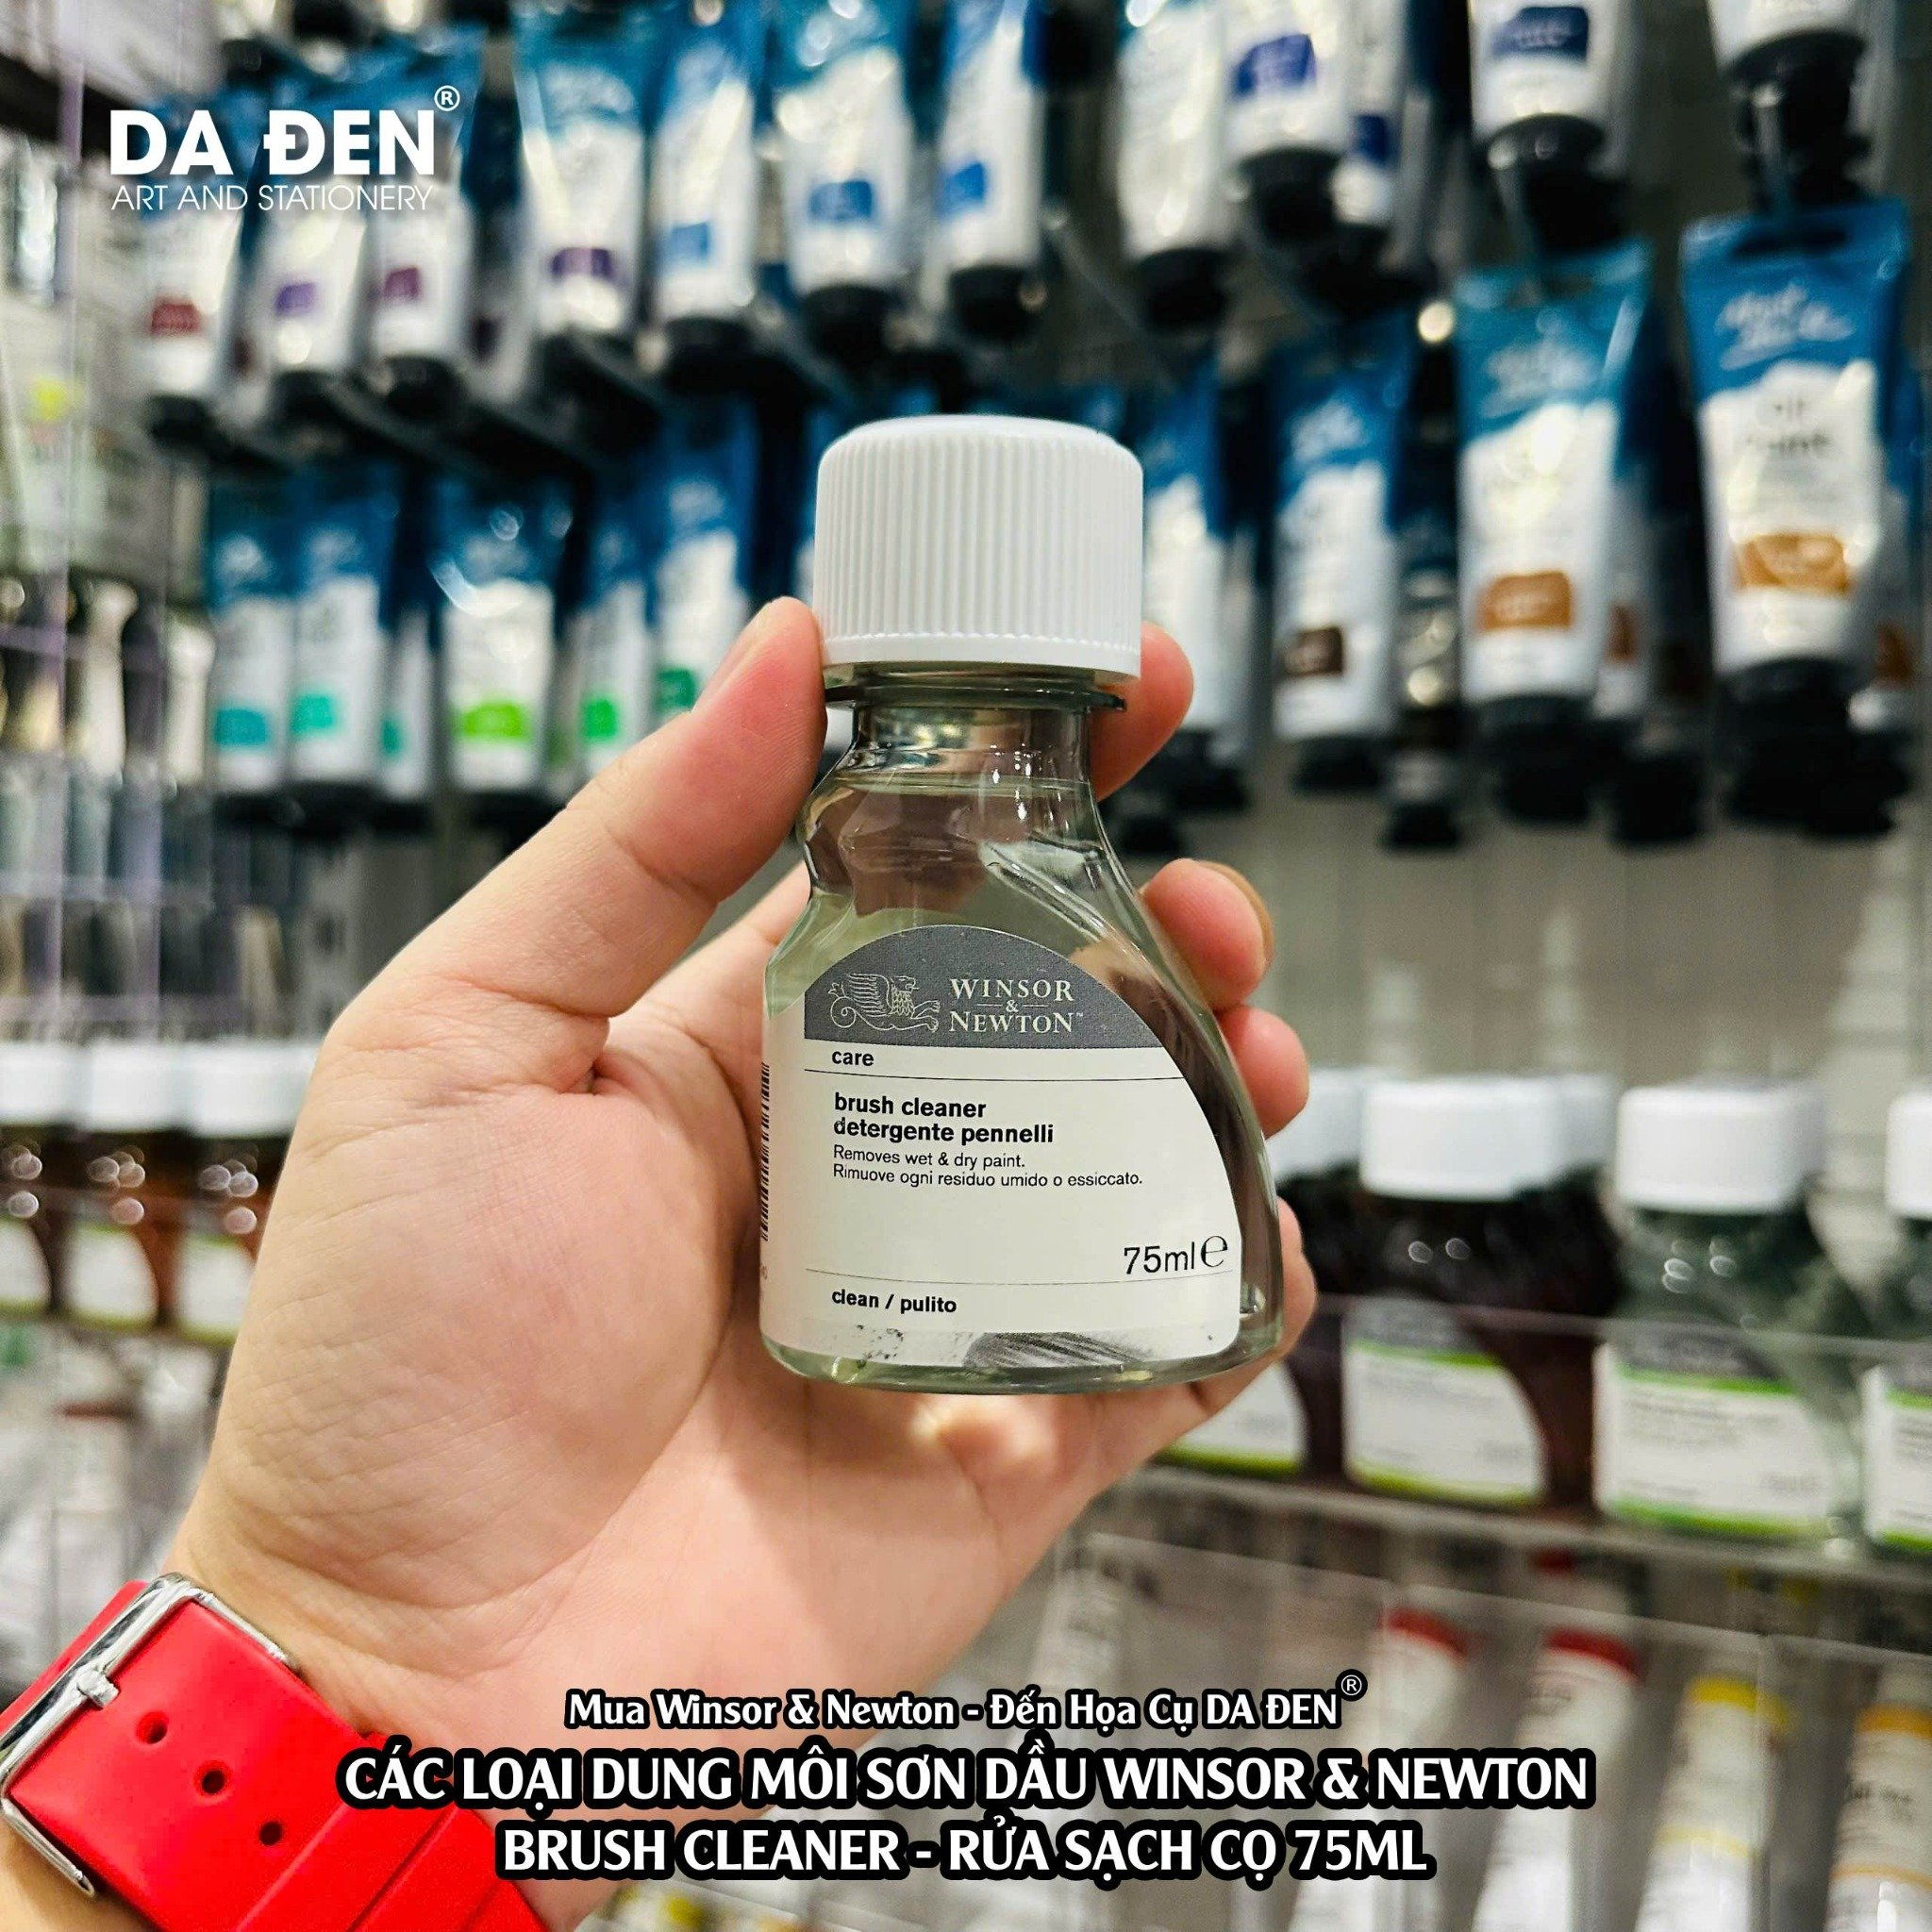 DA ĐEN®
ART AND STATIONERY
WINSOR
&
NEWTON™
care
brush cleaner
detergente pennelli
Removes wet & dry paint.
Rimuove ogni residuo umido o essiccato.
75ml℮
clean / pulito
Mua Winsor & Newton - Đến Họa Cụ DA ĐEN®
CÁC LOẠI DUNG MÔI SƠN DẦU WINSOR & NEWTON
BRUSH CLEANER - RỬA SẠCH CỌ 75ML